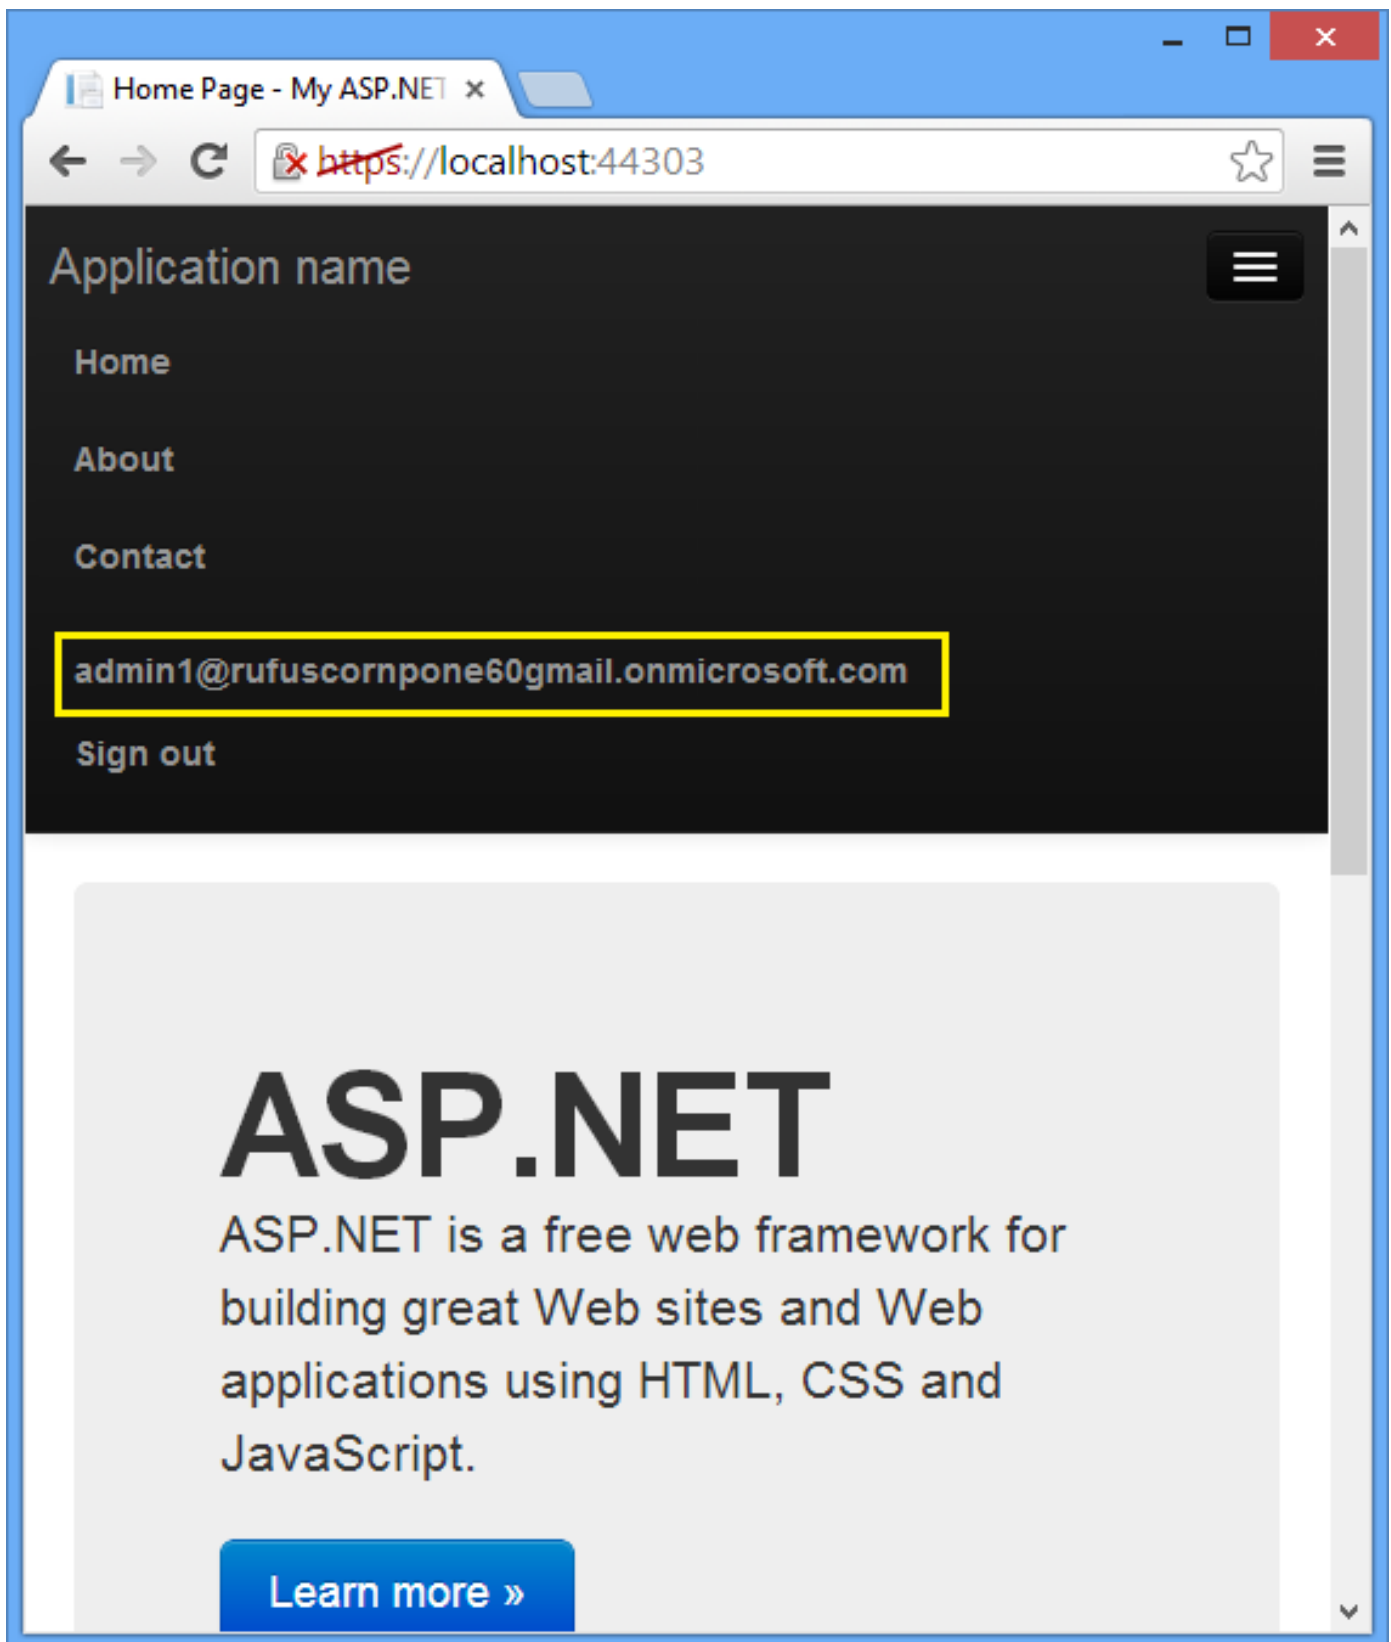 Home Page - My ASP.NET
https://localhost:44303
Application name
Home
About
Contact
admin1@rufuscornpone60gmail.onmicrosoft.com
Sign out
ASP.NET
ASP.NET is a free web framework for
building great Web sites and Web
applications using HTML, CSS and
JavaScript.
Learn more »